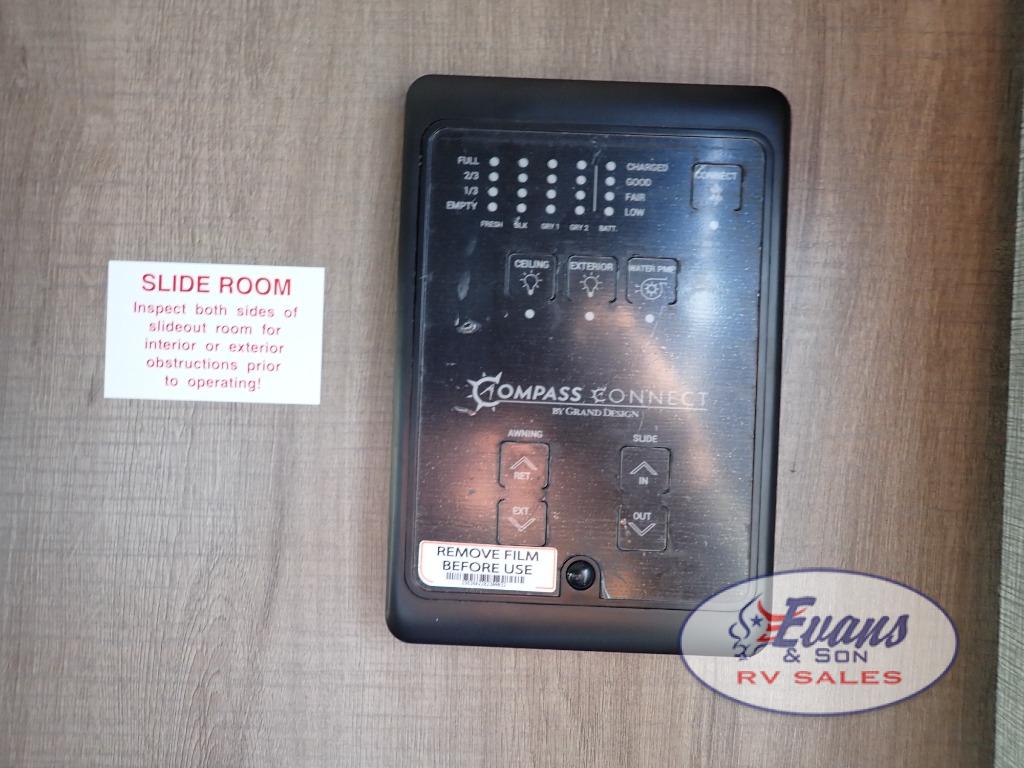 SLIDE ROOM
Inspect both sides of
slideout room for
interior or exterior
obstructions prior
to operating!
FULL
2/3
1/3
EMPTY
FRESH BLK GRY 1 GRY 2 BATT.
CHARGED
GOOD
FAIR
LOW
CONNECT
CEILING EXTERIOR WATER PMP
COMPASS CONNECT
BY GRAND DESIGN
AWNING SLIDE
RET. IN
EXT. OUT
REMOVE FILM
BEFORE USE
Evans
& SON
RV SALES